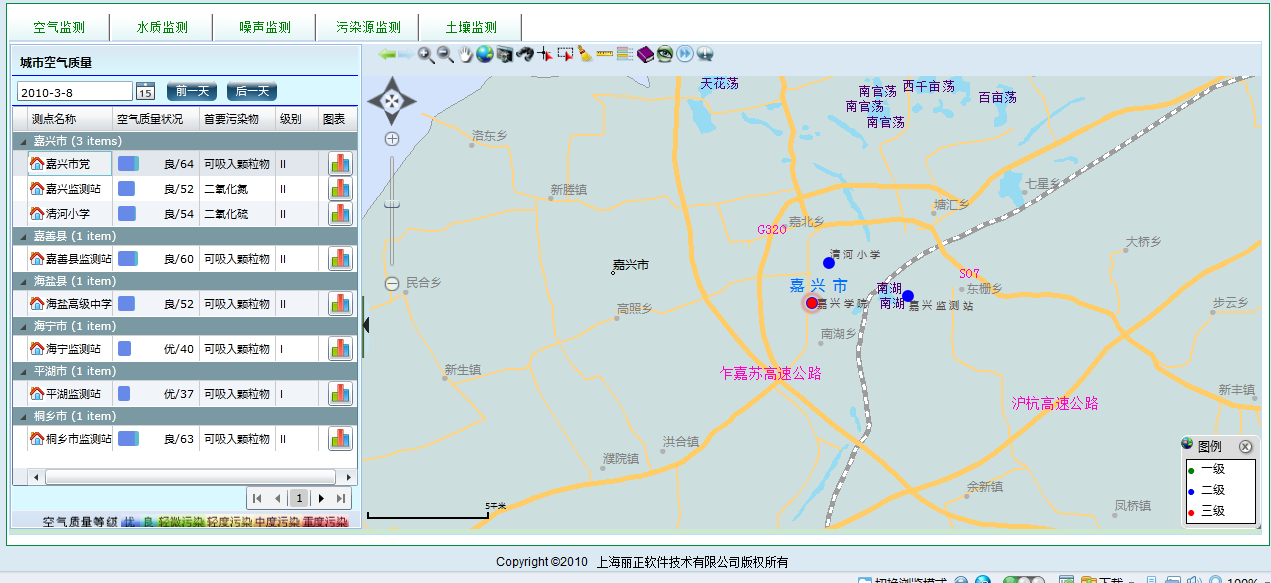 空气监测 水质监测 噪声监测 污染源监测 土壤监测
城市空气质量
2010-3-8 15 前一天 后一天
测点名称 空气质量状况 首要污染物 级别 图表
嘉兴市 (3 items)
嘉兴市党 良/64 可吸入颗粒物 II
嘉兴监测站 良/52 二氧化氮 II
清河小学 良/54 二氧化硫 II
嘉善县 (1 item)
嘉善县监测站 良/60 可吸入颗粒物 II
海盐县 (1 item)
海盐高级中学 良/52 可吸入颗粒物 II
海宁市 (1 item)
海宁监测站 优/40 可吸入颗粒物 I
平湖市 (1 item)
平湖监测站 优/37 可吸入颗粒物 I
桐乡市 (1 item)
桐乡市监测站 良/63 可吸入颗粒物 II
1
空气质量等级 优 良 轻微污染 轻度污染 中度污染 重度污染
天花荡
南官荡
西千亩荡
南官荡
百亩荡
南官荡
洛东乡
新塍镇
七星乡
塘汇乡
嘉北乡
G320
大桥乡
清河小学
嘉兴市
S07
民合乡
嘉兴市
南湖
东栅乡
高照乡
嘉兴学院
南湖
嘉兴监测站
步云乡
南湖乡
新生镇
乍嘉苏高速公路
新丰镇
沪杭高速公路
洪合镇
濮院镇
余新镇
凤桥镇
5千米
图例
一级
二级
三级
Copyright ©2010 上海丽正软件技术有限公司版权所有
切换浏览模式 下载 100%